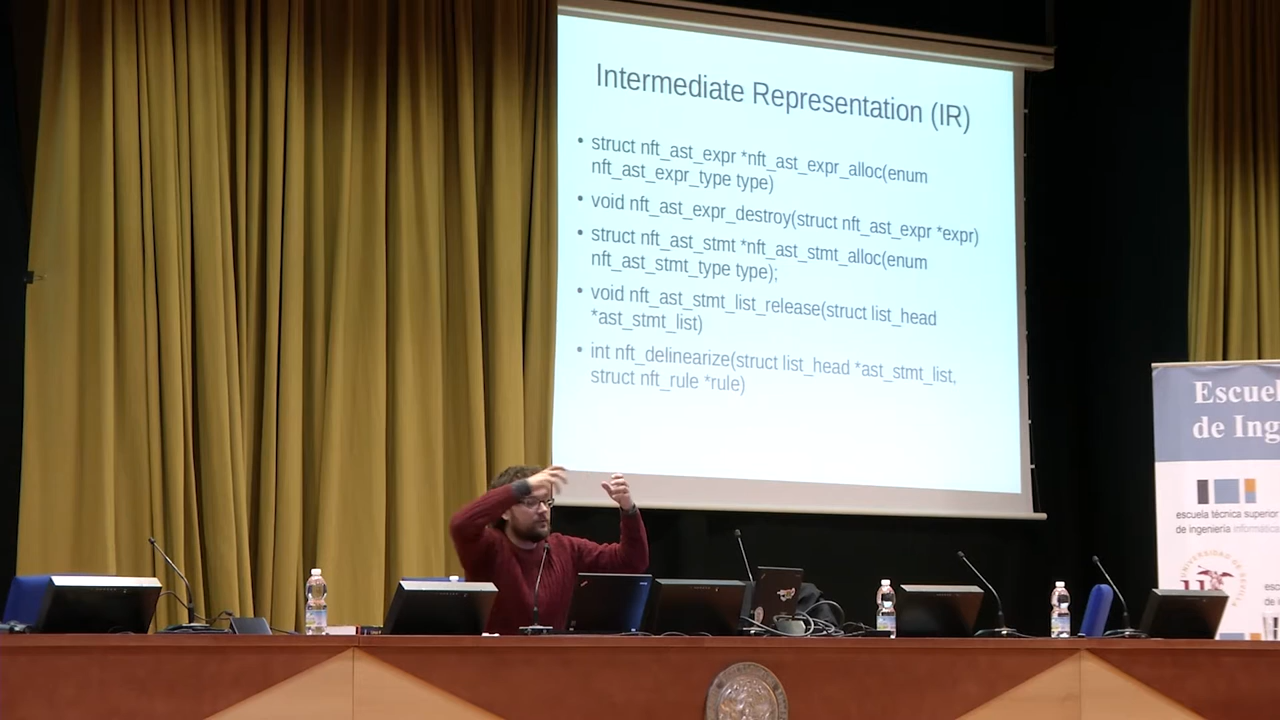 Intermediate Representation (IR)
• struct nft_ast_expr *nft_ast_expr_alloc(enum
nft_ast_expr_type type)
• void nft_ast_expr_destroy(struct nft_ast_expr *expr)
• struct nft_ast_stmt *nft_ast_stmt_alloc(enum
nft_ast_stmt_type type);
• void nft_ast_stmt_list_release(struct list_head
*ast_stmt_list)
• int nft_delinearize(struct list_head *ast_stmt_list,
struct nft_rule *rule)
Escuel
de Ing
escuela técnica superior
de ingeniería informática